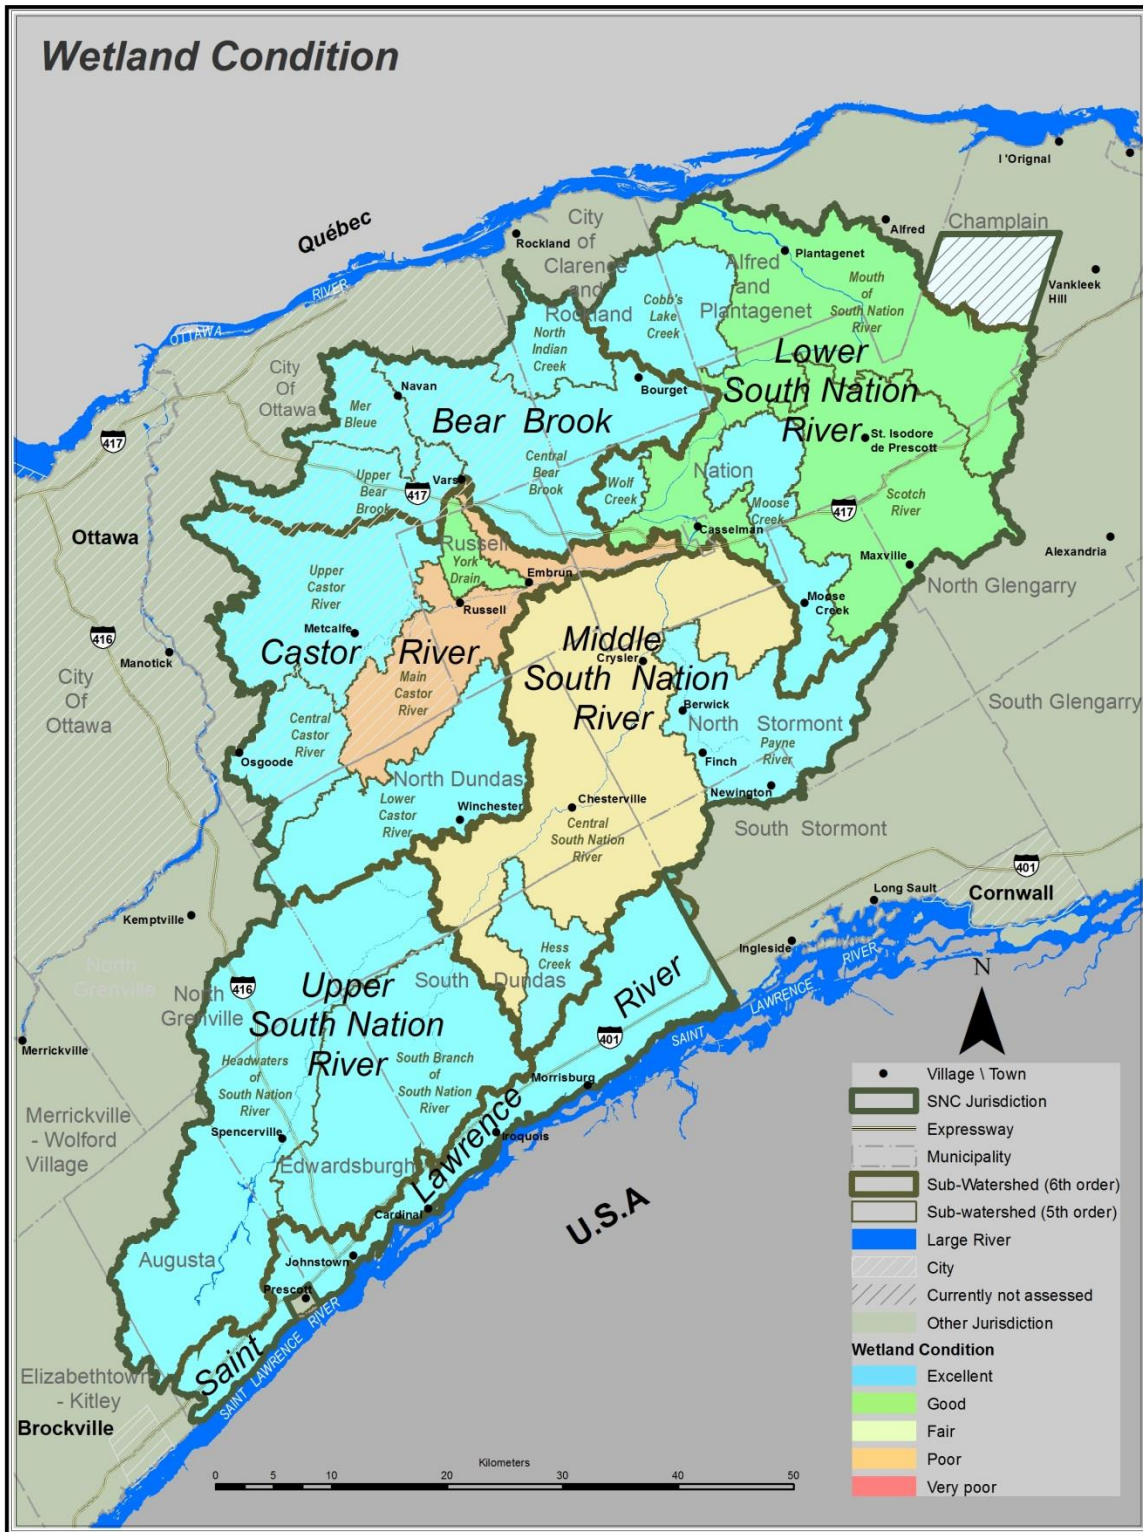 Wetland Condition
Québec
OTTAWA
RIVER
Rockland
City
of
Clarence
and
Rockland
l 'Orignal
Alfred
Champlain
Vankleek
Hill
Plantagenet
Alfred
and
Plantagenet
Mouth
of
South Nation
River
Cobb's
Lake
Creek
North
Indian
Creek
City
Of
Ottawa
Navan
Bourget
Lower
South Nation
River
Mer
Bleue
Bear Brook
St. Isodore
de Prescott
417
Upper
Bear
Brook
417
Vars
Central
Bear
Brook
Wolf
Creek
Nation
Moose
Creek
417
Scotch
River
Casselman
Ottawa
Russell
York
Drain
Embrun
Maxville
Alexandria
North Glengarry
Upper
Castor
River
Russell
Moose
Creek
416
Metcalfe
Manotick
Castor River
Main
Castor
River
Middle
South Nation
River
Crysler
City
Of
Ottawa
South Glengarry
Central
Castor
River
Berwick
North Stormont
Payne
River
Osgoode
Finch
Newington
North Dundas
Lower
Castor
River
Winchester
Chesterville
Central
South Nation
River
South Stormont
401
Long Sault
Cornwall
Kemptville
Ingleside
North
Grenville
North
Grenville
416
Upper
South Nation
River
South Dundas
Hess
Creek
River
SAINT LAWRENCE RIVER
N
401
Merrickville
Headwaters
of
South Nation
River
South Branch
of
South Nation
River
Morrisburg
Merrickville
- Wolford
Village
Spencerville
Edwardsburgh
Lawrence
Iroquois
Cardinal
U.S.A
Augusta
Johnstown
Prescott
Saint
SAINT LAWRENCE RIVER
Elizabethtown
- Kitley
Brockville
Village \ Town
SNC Jurisdiction
Expressway
Municipality
Sub-Watershed (6th order)
Sub-watershed (5th order)
Large River
City
Currently not assessed
Other Jurisdiction
Wetland Condition
Excellent
Good
Fair
Poor
Very poor
Kilometers
0 5 10 20 30 40 50